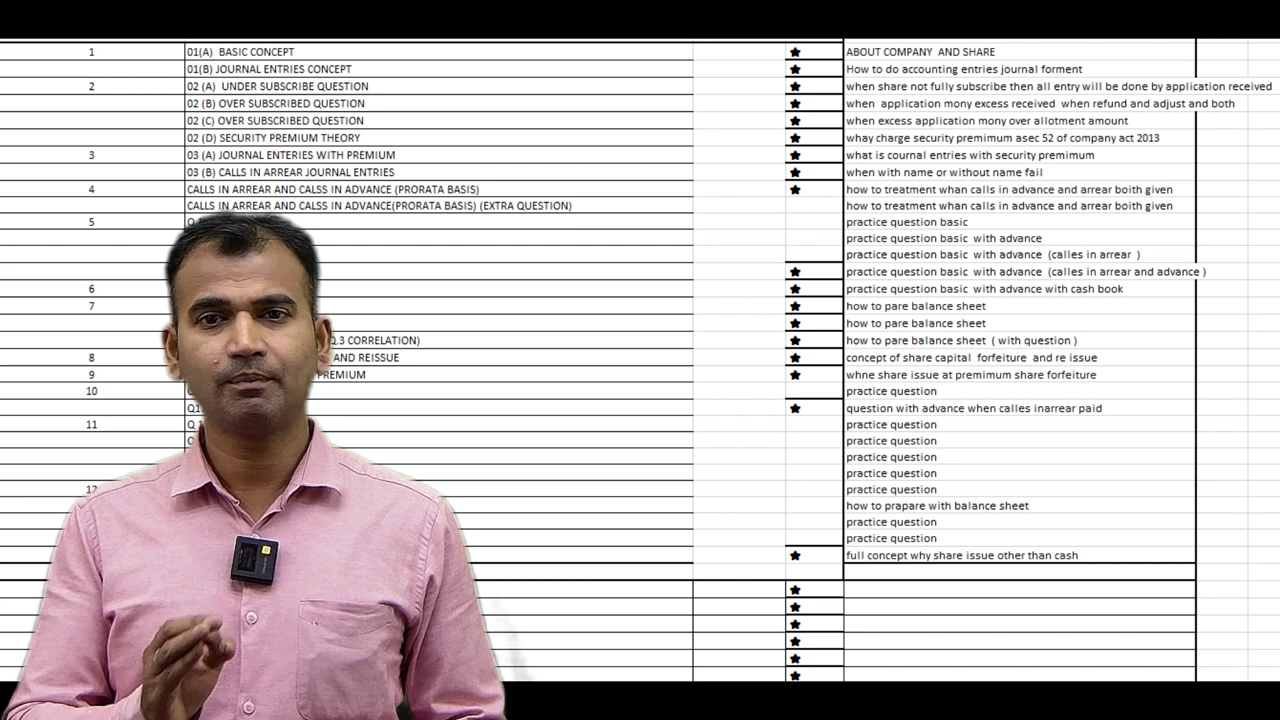 1 01(A) BASIC CONCEPT ★ ABOUT COMPANY AND SHARE
01(B) JOURNAL ENTRIES CONCEPT ★ How to do accounting entries journal forment
2 02 (A) UNDER SUBSCRIBE QUESTION ★ when share not fully subscribe then all entry will be done by application received
02 (B) OVER SUBSCRIBED QUESTION ★ when application mony excess received when refund and adjust and both
02 (C) OVER SUBSCRIBED QUESTION ★ when excess application mony over allotment amount
02 (D) SECURITY PREMIUM THEORY ★ whay charge security premimum asec 52 of company act 2013
3 03 (A) JOURNAL ENTERIES WITH PREMIUM ★ what is cournal entries with security premimum
03 (B) CALLS IN ARREAR JOURNAL ENTRIES ★ when with name or without name fail
4 CALLS IN ARREAR AND CALSS IN ADVANCE (PRORATA BASIS) ★ how to treatment whan calls in advance and arrear boith given
CALLS IN ARREAR AND CALSS IN ADVANCE(PRORATA BASIS) (EXTRA QUESTION) how to treatment whan calls in advance and arrear boith given
5 practice question basic
practice question basic with advance
practice question basic with advance (calles in arrear )
★ practice question basic with advance (calles in arrear and advance )
6 ★ practice question basic with advance with cash book
7 ★ how to pare balance sheet
★ how to pare balance sheet
Q.3 CORRELATION) ★ how to pare balance sheet ( with question )
8 AND REISSUE ★ concept of share capital forfeiture and re issue
9 PREMIUM ★ whne share issue at premimum share forfeiture
10 practice question
Q1 ★ question with advance when calles inarrear paid
11 Q 1 practice question
practice question
practice question
practice question
12 practice question
how to prapare with balance sheet
practice question
practice question
★ full concept why share issue other than cash
★
★
★
★
★
★